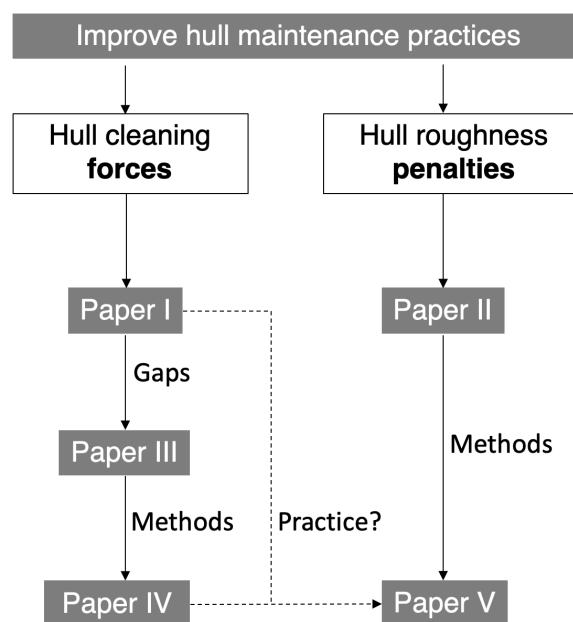 Improve hull maintenance practices
Hull cleaning
forces
Hull roughness
penalties
Paper I
Paper II
Gaps
Paper III
Methods
Methods
Practice?
Paper IV
Paper V